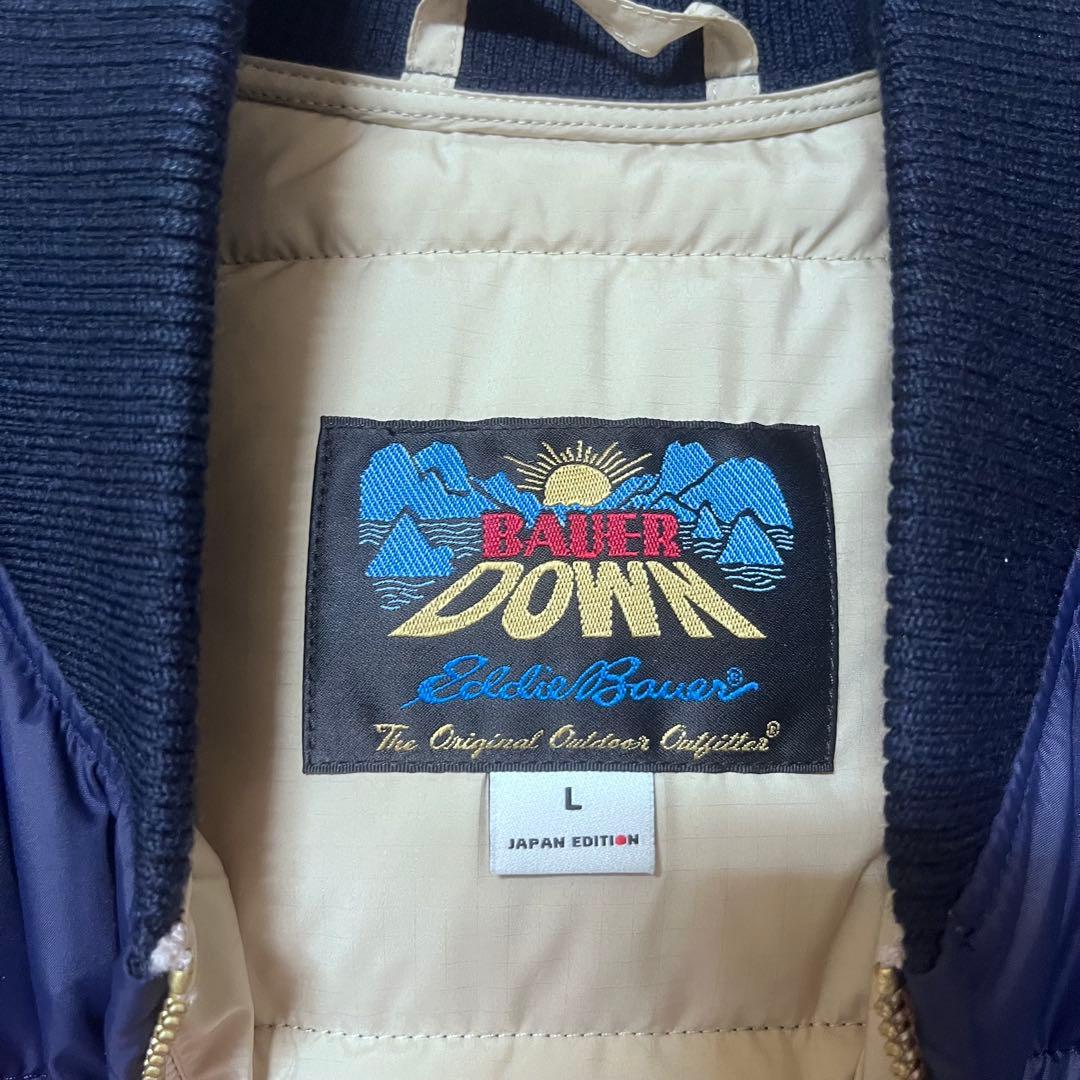 BAUER
DOWN
Eddie Bauer®
The Original Outdoor Outfitter®
L
JAPAN EDITION